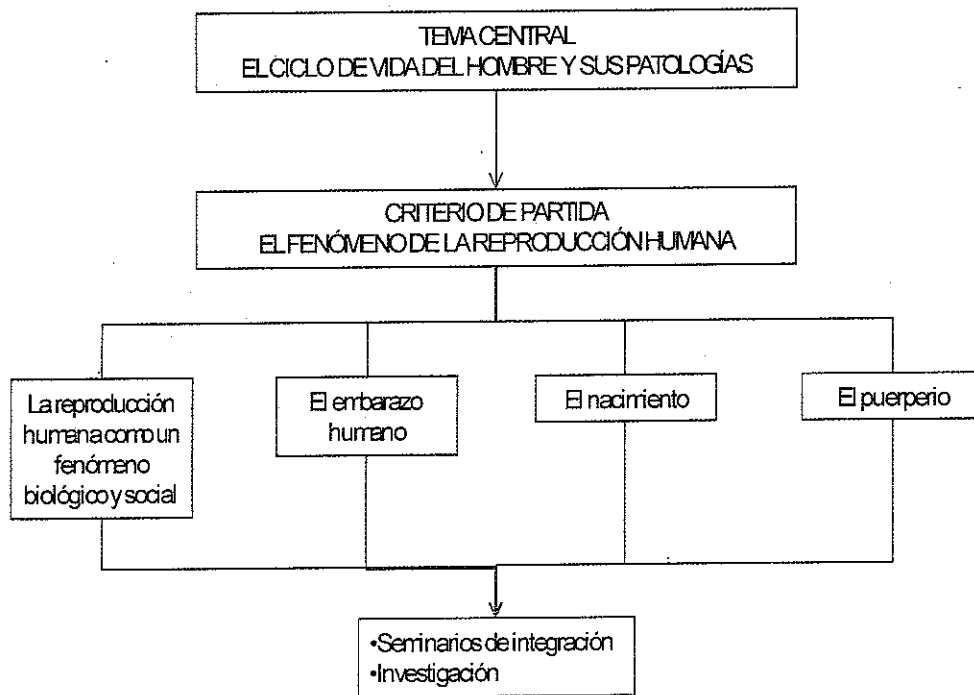 TEMA CENTRAL
EL CICLO DE VIDA DEL HOMBRE Y SUS PATOLOGÍAS
CRITERIO DE PARTIDA
EL FENÓMENO DE LA REPRODUCCIÓN HUMANA
La reproducción
humana como un
fenómeno
biológico y social
El embarazo
humano
El nacimiento
El puerperio
•Seminarios de integración
•Investigación